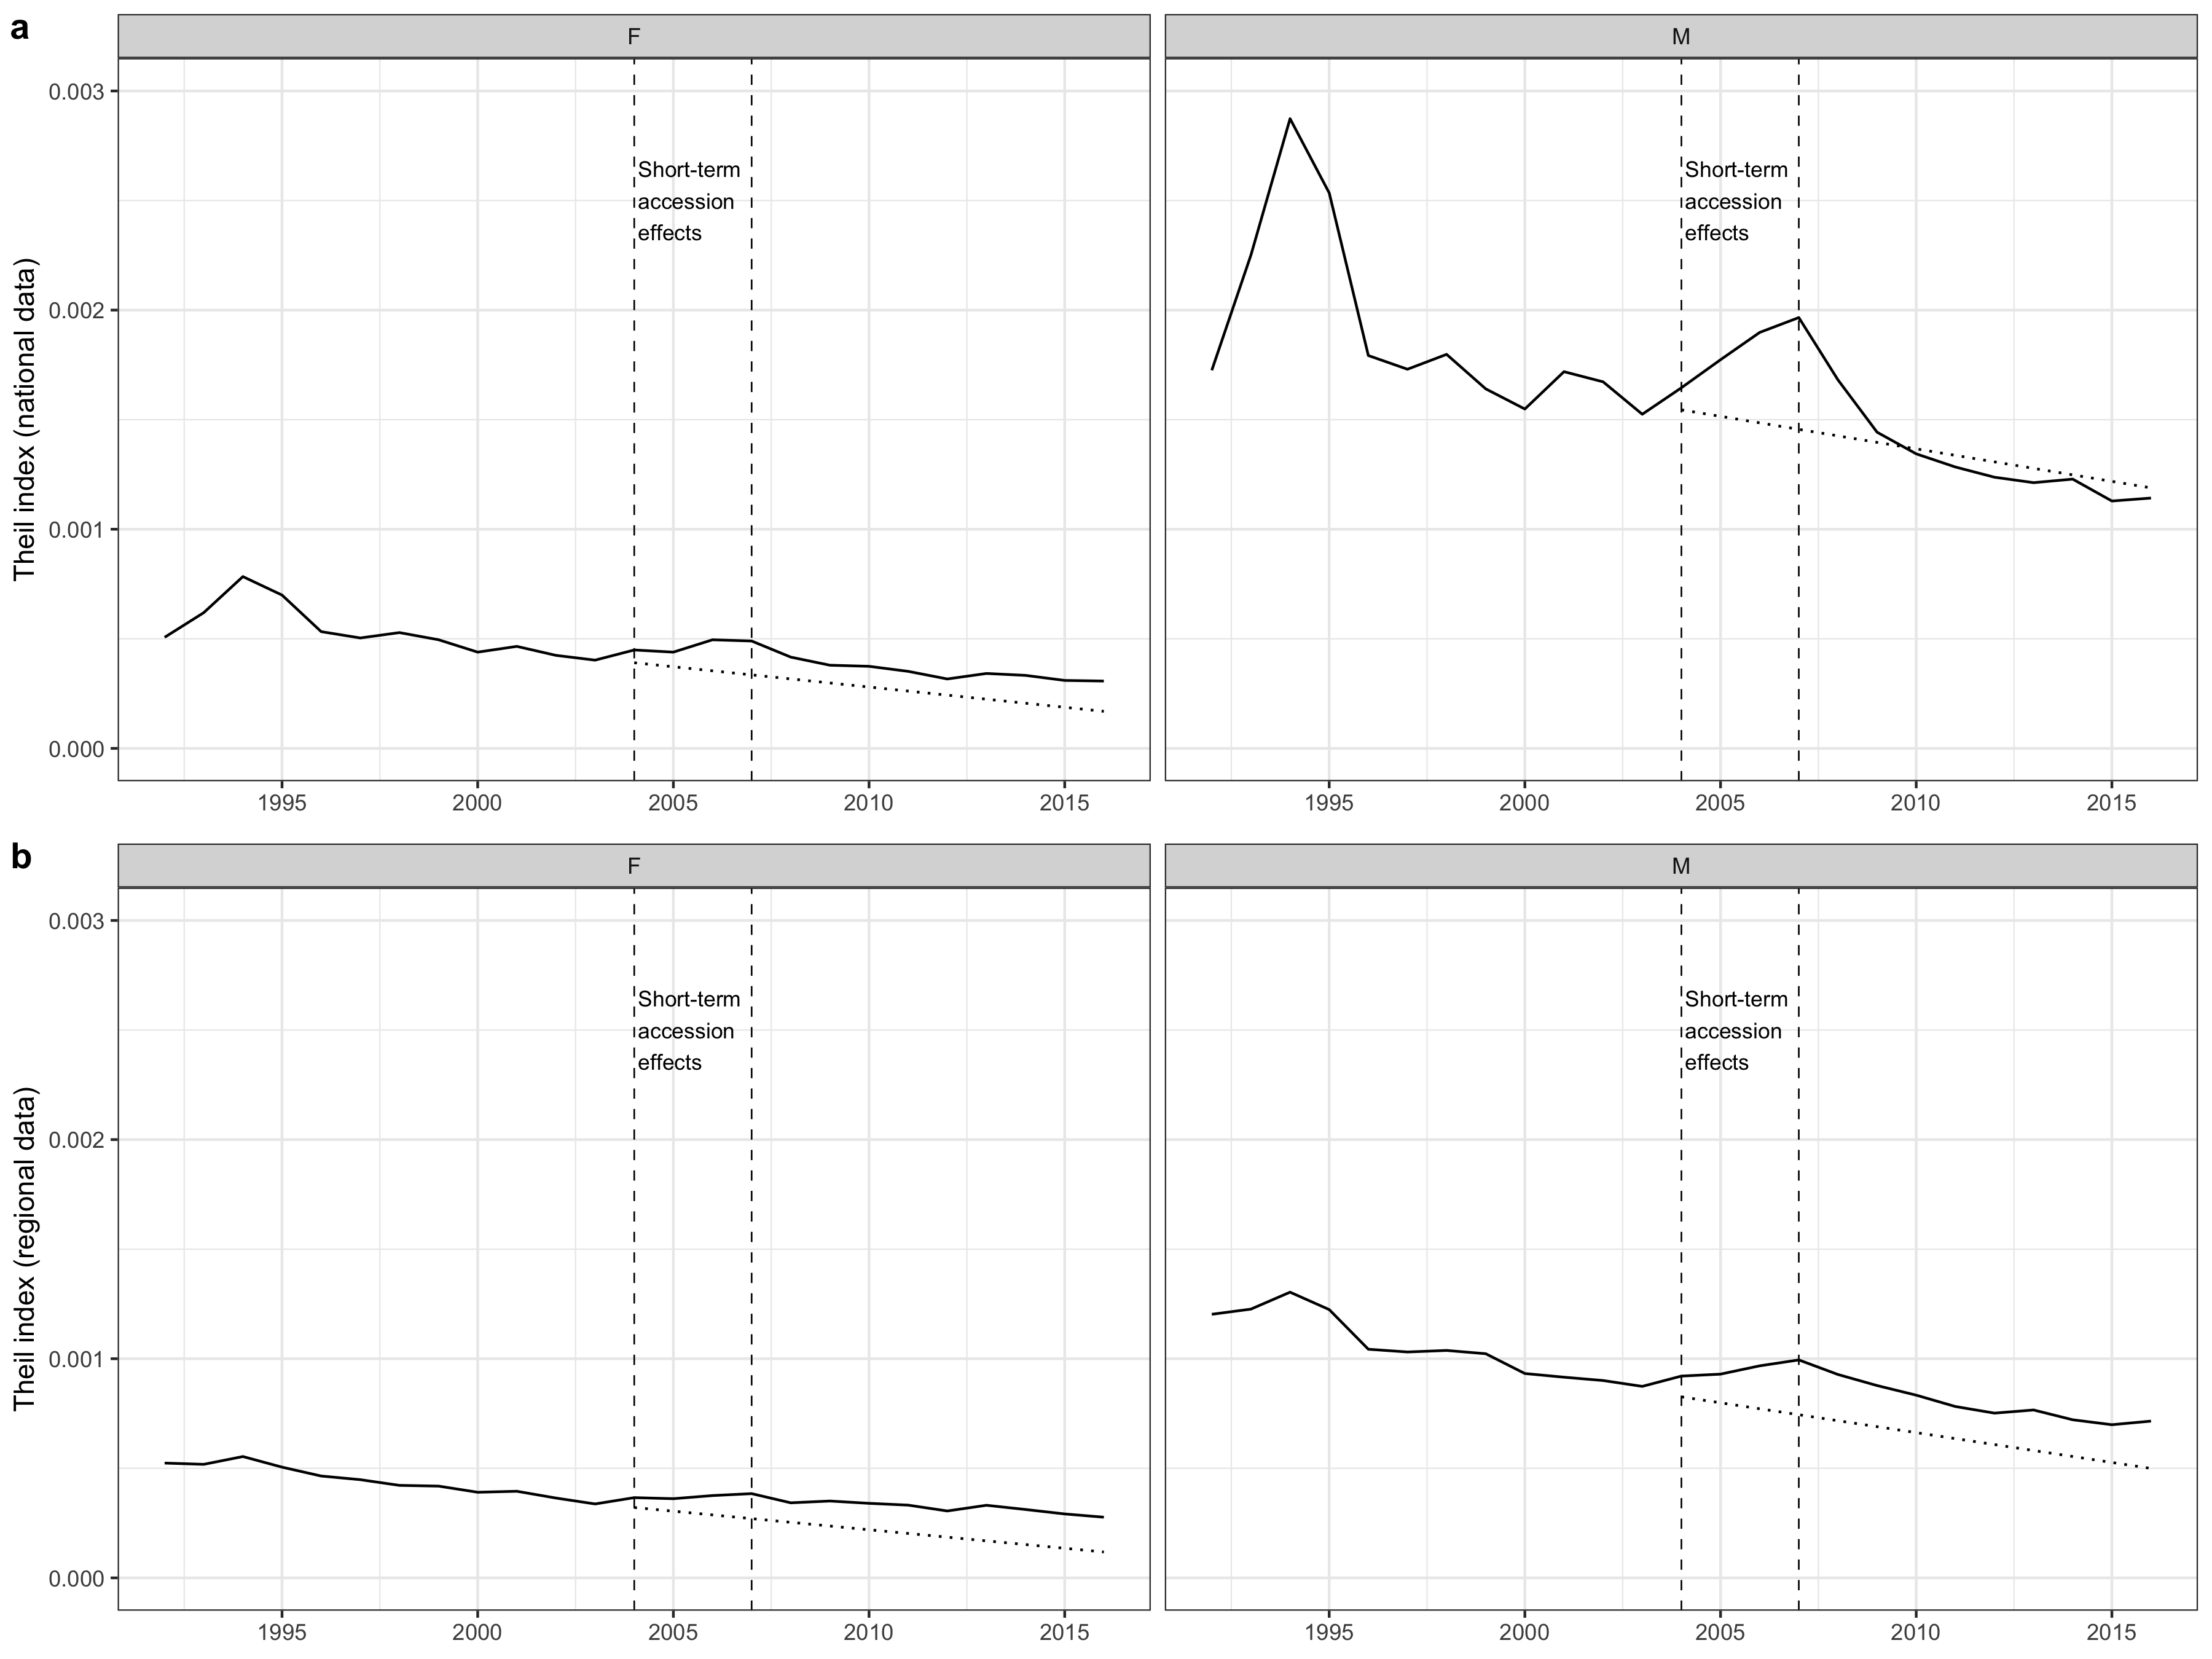 a
F
M
Theil index (national data)
0.003
0.002
0.001
0.000
Short-term
accession
effects
Short-term
accession
effects
1995 2000 2005 2010 2015
1995 2000 2005 2010 2015
b
F
M
Theil index (regional data)
0.003
0.002
0.001
0.000
Short-term
accession
effects
Short-term
accession
effects
1995 2000 2005 2010 2015
1995 2000 2005 2010 2015